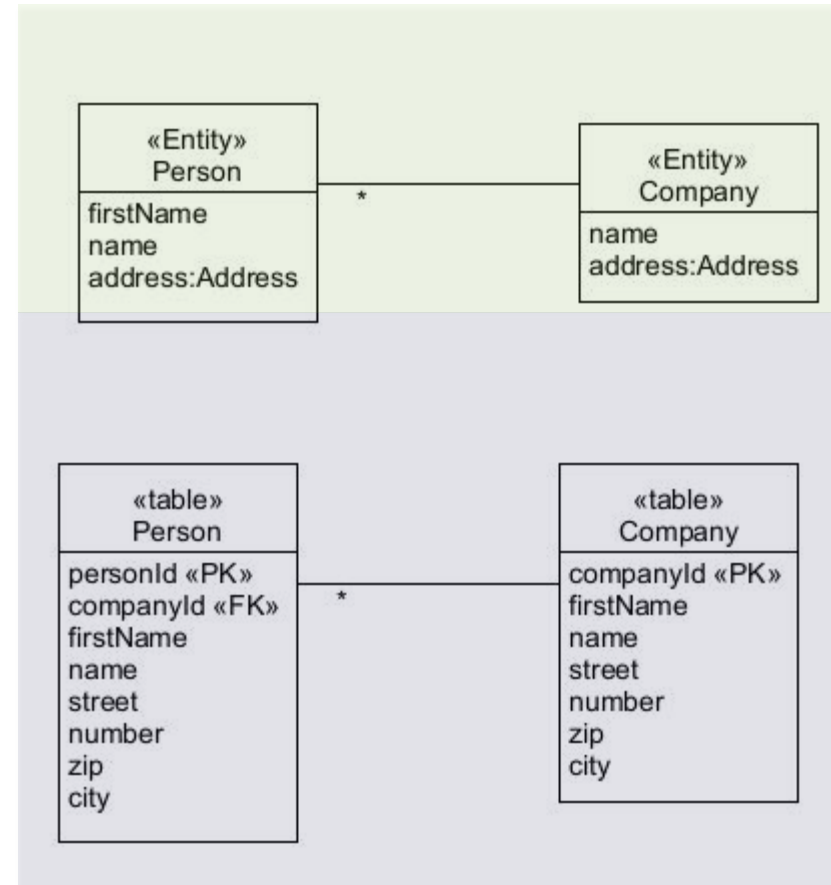 «Entity»
Person
firstName
name
address:Address
*
«Entity»
Company
name
address:Address
«table»
Person
personId «PK»
companyId «FK»
firstName
name
street
number
zip
city
*
«table»
Company
companyId «PK»
firstName
name
street
number
zip
city